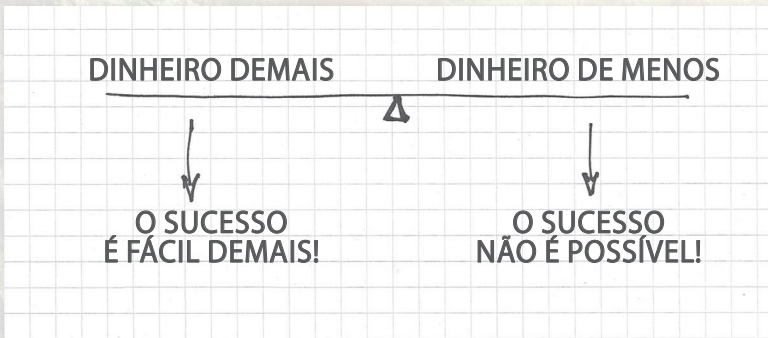 DINHEIRO DEMAIS
DINHEIRO DE MENOS
O SUCESSO
É FÁCIL DEMAIS!
O SUCESSO
NÃO É POSSÍVEL!